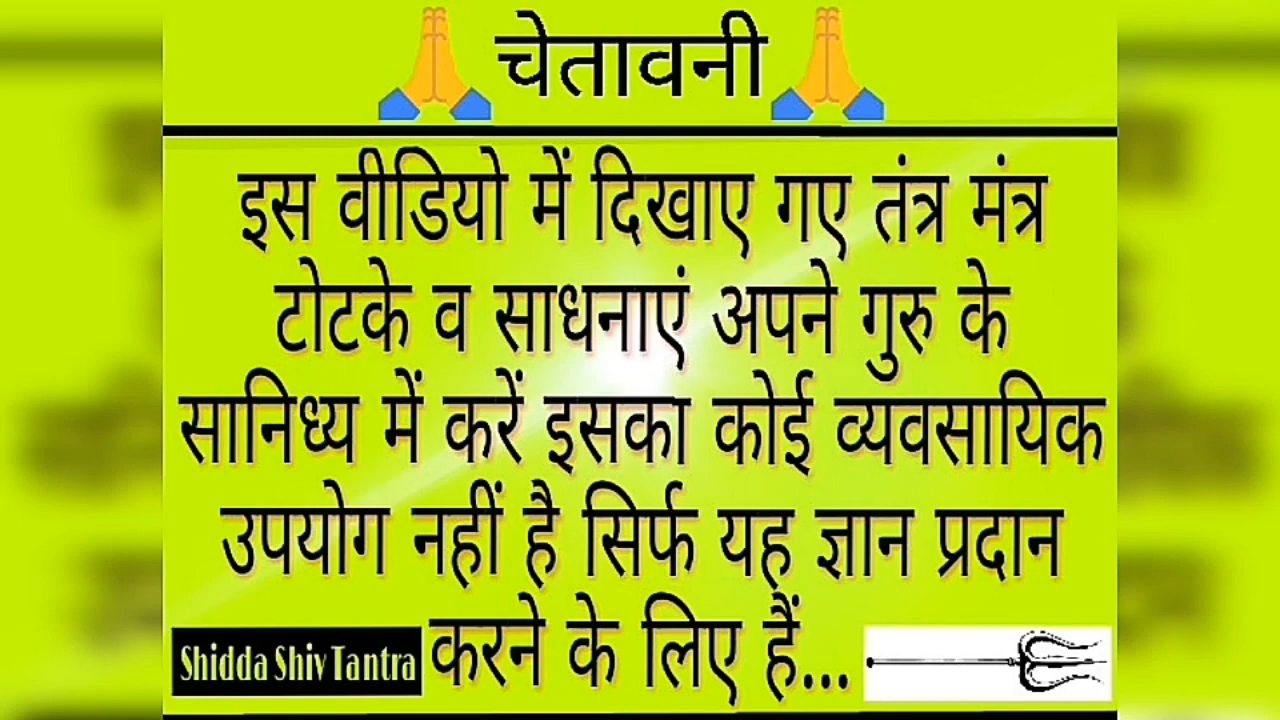 🙏चेतावनी🙏
इस वीडियो में दिखाए गए तंत्र मंत्र
टोटके व साधनाएं अपने गुरु के
सानिध्य में करें इसका कोई व्यवसायिक
उपयोग नहीं है सिर्फ यह ज्ञान प्रदान
करने के लिए हैं...
Shidda Shiv Tantra